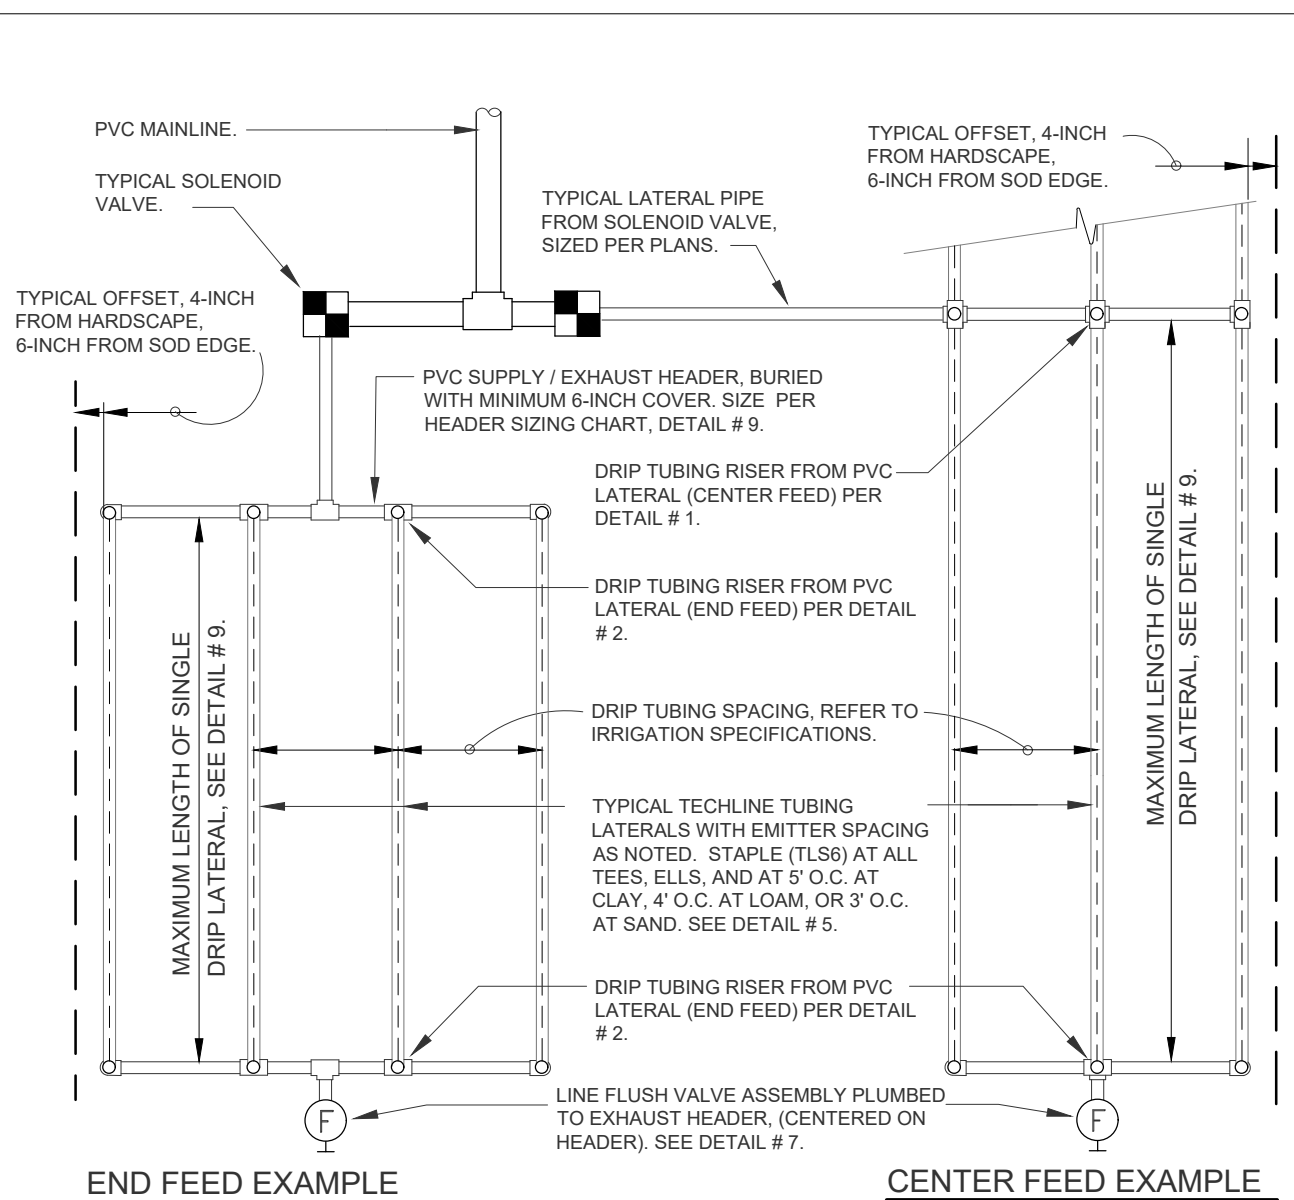 PVC MAINLINE.
TYPICAL SOLENOID
VALVE.
TYPICAL LATERAL PIPE
FROM SOLENOID VALVE,
SIZED PER PLANS.
TYPICAL OFFSET, 4-INCH
FROM HARDSCAPE,
6-INCH FROM SOD EDGE.
TYPICAL OFFSET, 4-INCH
FROM HARDSCAPE,
6-INCH FROM SOD EDGE.
PVC SUPPLY / EXHAUST HEADER, BURIED
WITH MINIMUM 6-INCH COVER. SIZE PER
HEADER SIZING CHART, DETAIL # 9.
DRIP TUBING RISER FROM PVC
LATERAL (CENTER FEED) PER
DETAIL # 1.
DRIP TUBING RISER FROM PVC
LATERAL (END FEED) PER DETAIL
# 2.
MAXIMUM LENGTH OF SINGLE
DRIP LATERAL, SEE DETAIL # 9.
DRIP TUBING SPACING, REFER TO
IRRIGATION SPECIFICATIONS.
MAXIMUM LENGTH OF SINGLE
DRIP LATERAL, SEE DETAIL # 9.
TYPICAL TECHLINE TUBING
LATERALS WITH EMITTER SPACING
AS NOTED. STAPLE (TLS6) AT ALL
TEES, ELLS, AND AT 5' O.C. AT
CLAY, 4' O.C. AT LOAM, OR 3' O.C.
AT SAND. SEE DETAIL # 5.
DRIP TUBING RISER FROM PVC
LATERAL (END FEED) PER DETAIL
# 2.
LINE FLUSH VALVE ASSEMBLY PLUMBED
TO EXHAUST HEADER, (CENTERED ON
HEADER). SEE DETAIL # 7.
F
F
END FEED EXAMPLE
CENTER FEED EXAMPLE